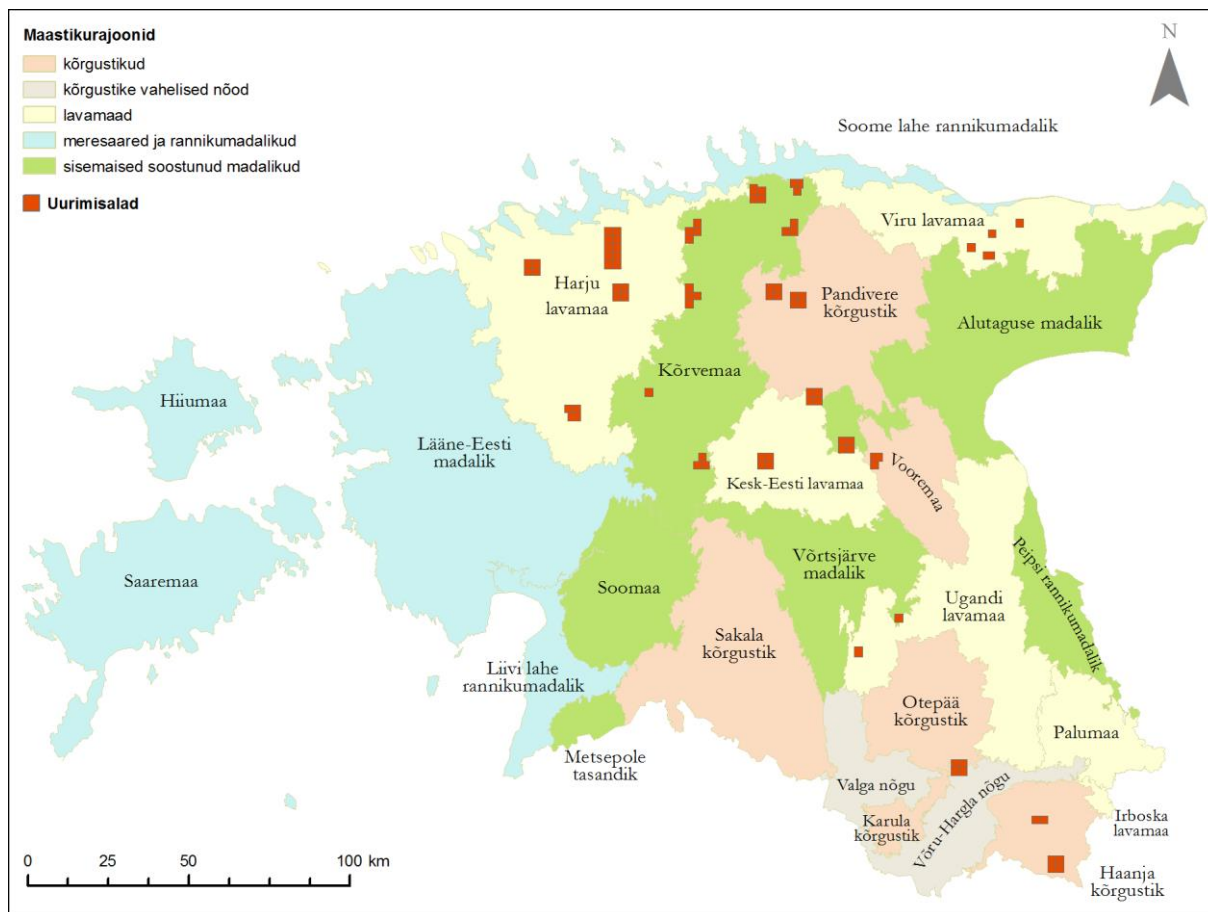 Maastikurajoonid
kõrgustikud
kõrgustike vahelised nõod
lavamaad
meresaared ja rannikumadalikud
sisemaised soostunud madalikud
Uurimisalad
N
Soome lahe rannikumadalik
Viru lavamaa
Harju
lavamaa
Pandivere
kõrgustik
Alutaguse madalik
Kõrvemaa
Hiiumaa
Lääne-Eesti
madalik
Kesk-Eesti lavamaa
Vooremaa
Saaremaa
Soomaa
Võrtsjärve
madalik
Peipsi rannikumadalik
Ugandi
lavamaa
Sakala
kõrgustik
Liivi lahe
rannikumadalik
Otepää
kõrgustik
Palumaa
Metsepole
tasandik
Valga nõgu
Võru-Hargla nõgu
Karula
kõrgustik
Irboska
lavamaa
Haanja
kõrgustik
0 25 50 100 km